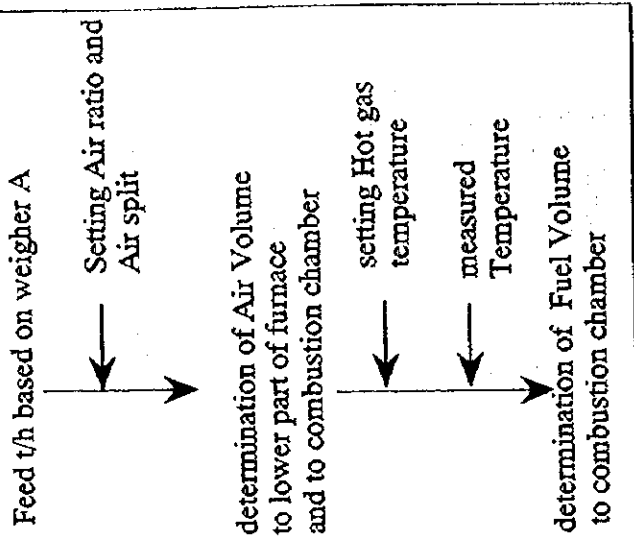 Feed t/h based on weigher A
Setting Air ratio and
Air split
determination of Air Volume
to lower part of furnace
and to combustion chamber
setting Hot gas
temperature
measured
Temperature
determination of Fuel Volume
to combustion chamber